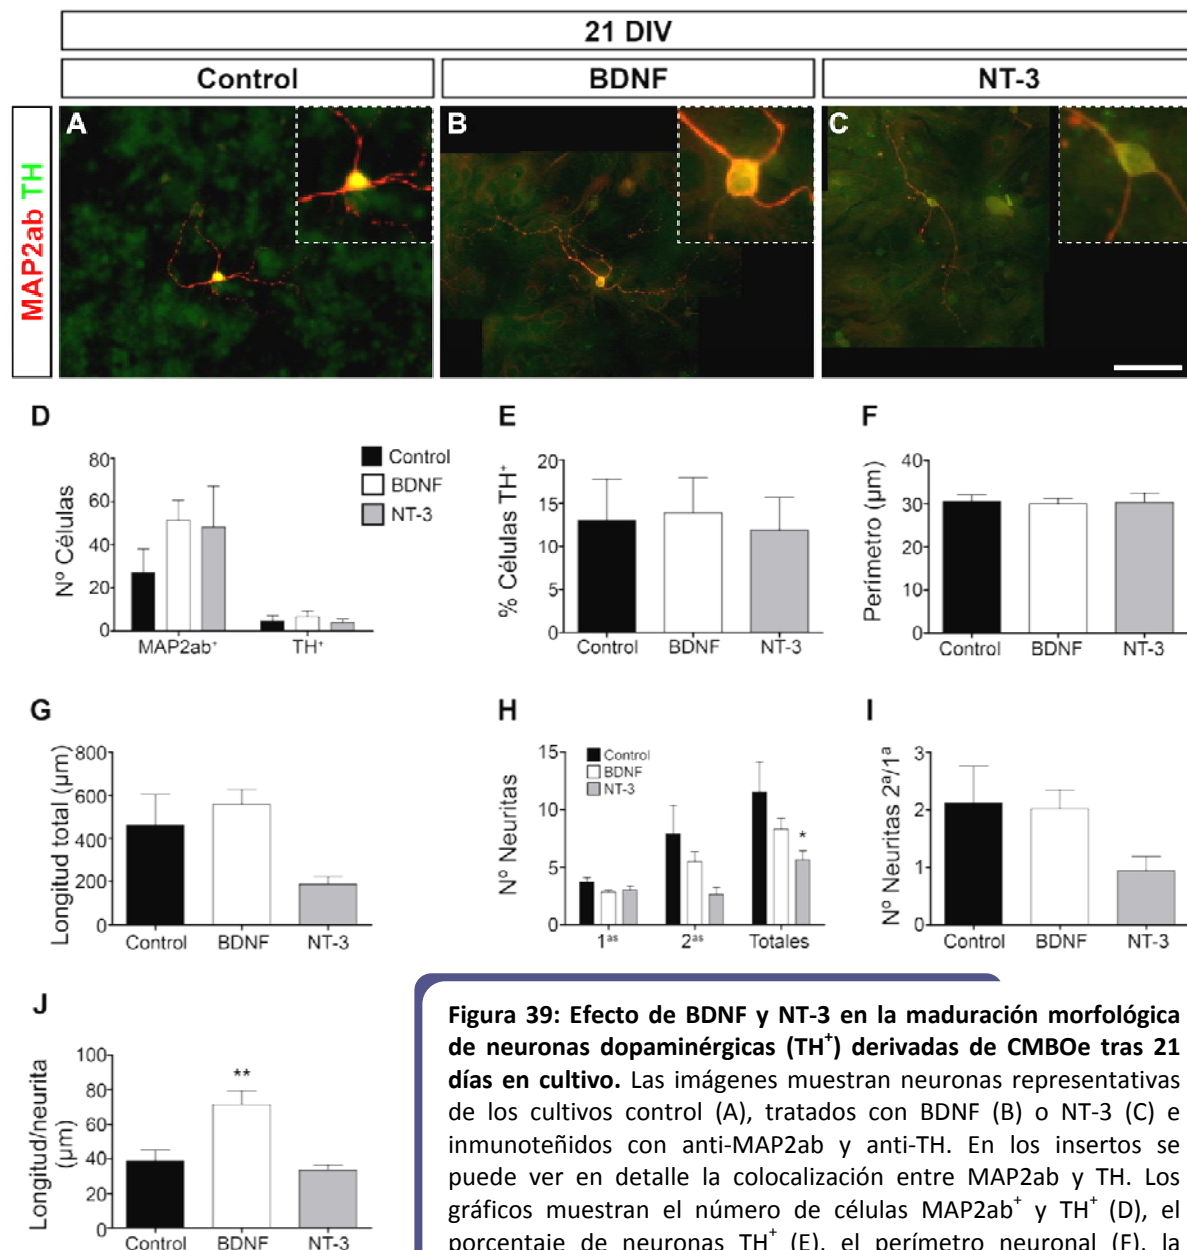 21 DIV
Control
BDNF
NT-3
MAP2ab TH
A
B
C
D
Nº Células
80
60
40
20
0
MAP2ab⁺
TH⁺
Control
BDNF
NT-3
E
% Células TH⁺
20
15
10
5
0
Control
BDNF
NT-3
F
Perímetro (μm)
40
30
20
10
0
Control
BDNF
NT-3
G
Longitud total (μm)
800
600
400
200
0
Control
BDNF
NT-3
H
Nº Neuritas
15
10
5
0
Control
BDNF
NT-3
*
1ᵃˢ
2ᵃˢ
Totales
I
Nº Neuritas 2ª/1ª
3
2
1
0
Control
BDNF
NT-3
J
Longitud/neurita
(μm)
100
80
60
40
20
0
**
Control
BDNF
NT-3
Figura 39: Efecto de BDNF y NT-3 en la maduración morfológica
de neuronas dopaminérgicas (TH⁺) derivadas de CMBOe tras 21
días en cultivo. Las imágenes muestran neuronas representativas
de los cultivos control (A), tratados con BDNF (B) o NT-3 (C) e
inmunoteñidos con anti-MAP2ab y anti-TH. En los insertos se
puede ver en detalle la colocalización entre MAP2ab y TH. Los
gráficos muestran el número de células MAP2ab⁺ y TH⁺ (D), el
porcentaje de neuronas TH⁺ (E), el perímetro neuronal (F), la